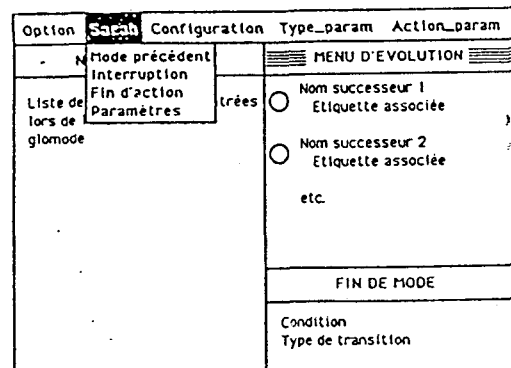 Option Sarah Configuration Type_param Action_param
Mode précédent
Interruption
Fin d'action
Paramètres
- N
Liste de trées
lors de
glomode
MENU D'EVOLUTION
Nom successeur 1
Etiquette associée
Nom successeur 2
Etiquette associée
etc.
FIN DE MODE
Condition
Type de transition